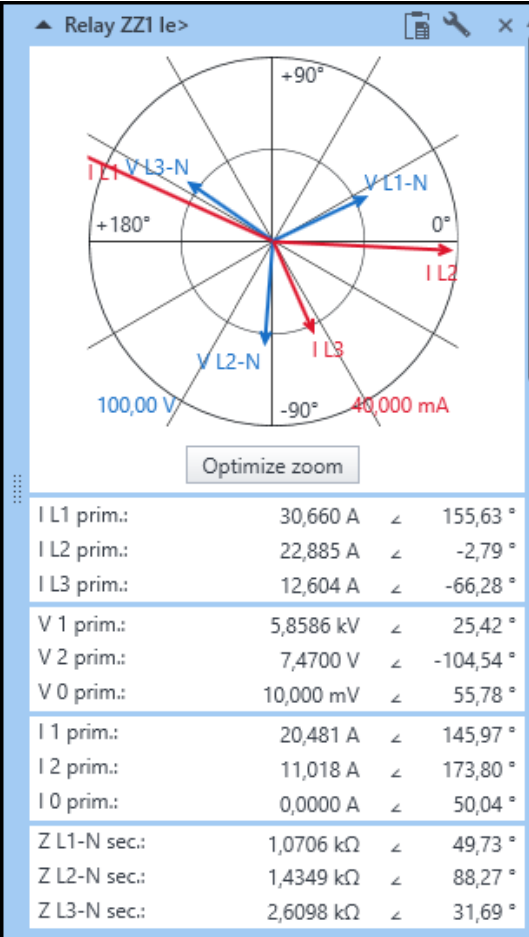 Relay ZZ1 Ie>
+90°
I L1
V L3-N
V L1-N
+180°
0°
I L2
V L2-N
I L3
100,00 V
-90°
40,000 mA
Optimize zoom
I L1 prim.: 30,660 A ∠ 155,63 °
I L2 prim.: 22,885 A ∠ -2,79 °
I L3 prim.: 12,604 A ∠ -66,28 °
V 1 prim.: 5,8586 kV ∠ 25,42 °
V 2 prim.: 7,4700 V ∠ -104,54 °
V 0 prim.: 10,000 mV ∠ 55,78 °
I 1 prim.: 20,481 A ∠ 145,97 °
I 2 prim.: 11,018 A ∠ 173,80 °
I 0 prim.: 0,0000 A ∠ 50,04 °
Z L1-N sec.: 1,0706 kΩ ∠ 49,73 °
Z L2-N sec.: 1,4349 kΩ ∠ 88,27 °
Z L3-N sec.: 2,6098 kΩ ∠ 31,69 °